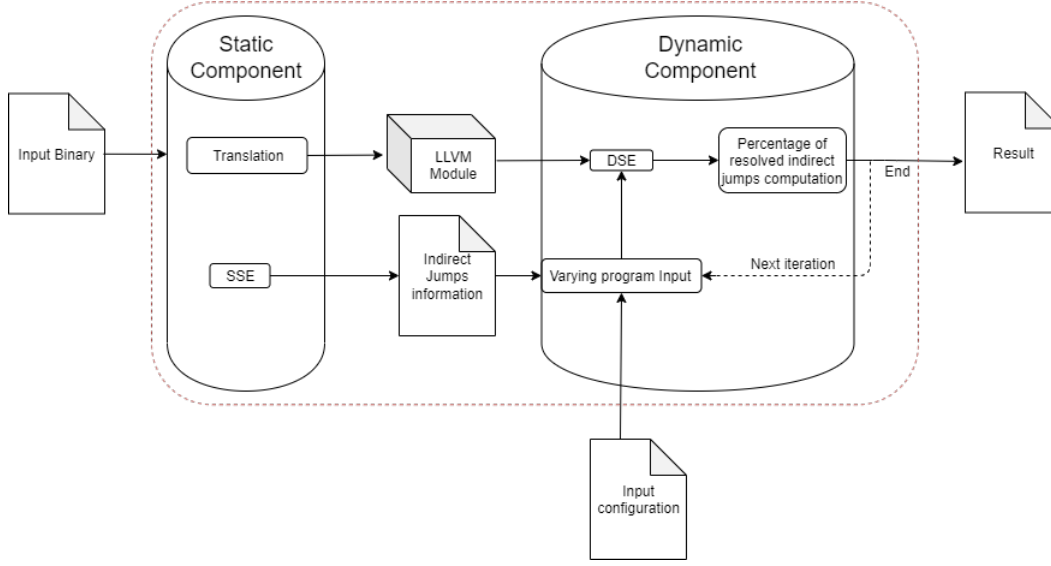 Static
Component
Dynamic
Component
Input Binary
Translation
LLVM
Module
DSE
Percentage of
resolved indirect
jumps computation
End
Result
SSE
Indirect
Jumps
information
Varying program Input
Next iteration
Input
configuration